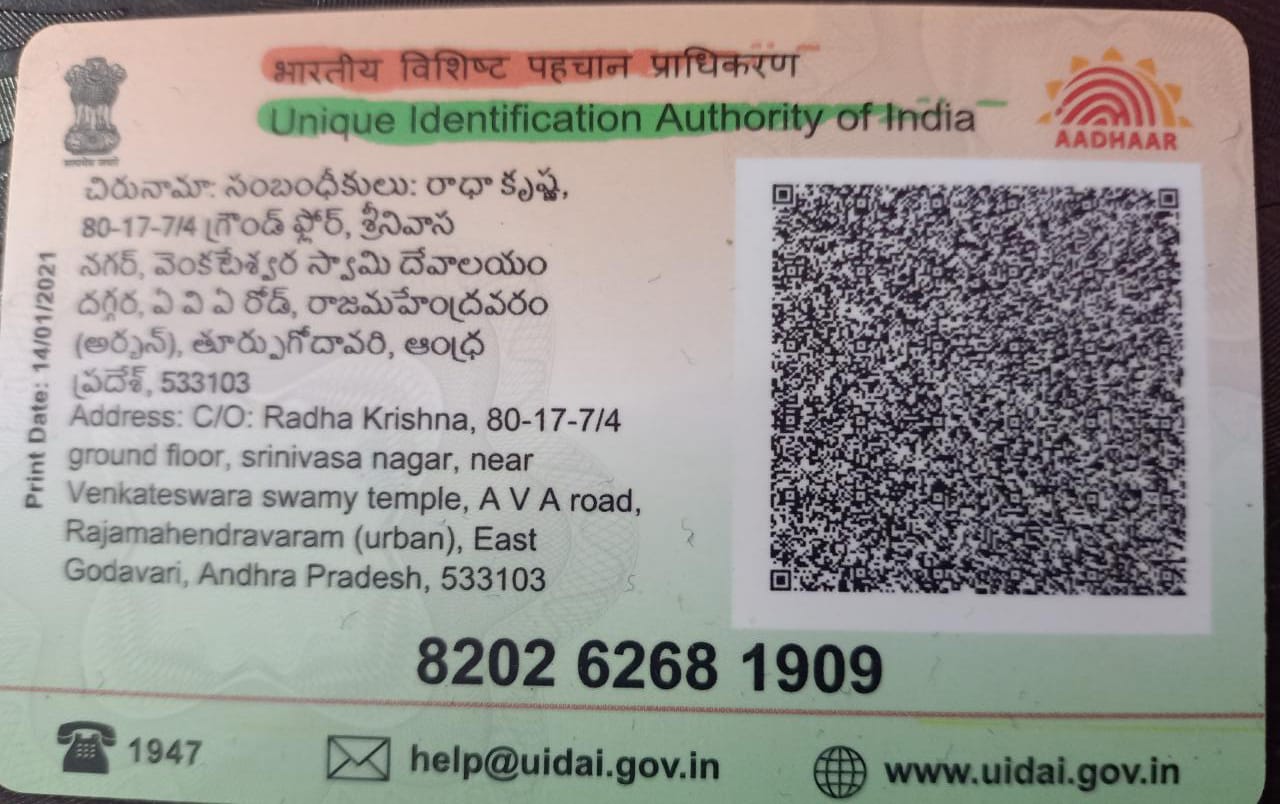 भारतीय विशिष्ट पहचान प्राधिकरण
Unique Identification Authority of India
AADHAAR
చిరునామా: సంబంధీకులు: రాధా కృష్ణ,
80-17-7/4 గ్రౌండ్ ఫ్లోర్, శ్రీనివాస
నగర్, వెంకటేశ్వర స్వామి దేవాలయం
దగ్గర, ఏ వి ఏ రోడ్, రాజమహేంద్రవరం
(అర్బన్), తూర్పుగోదావరి, ఆంధ్ర
ప్రదేశ్, 533103
Address: C/O: Radha Krishna, 80-17-7/4
ground floor, srinivasa nagar, near
Venkateswara swamy temple, A V A road,
Rajamahendravaram (urban), East
Godavari, Andhra Pradesh, 533103
Print Date: 14/01/2021
8202 6268 1909
1947 help@uidai.gov.in www.uidai.gov.in